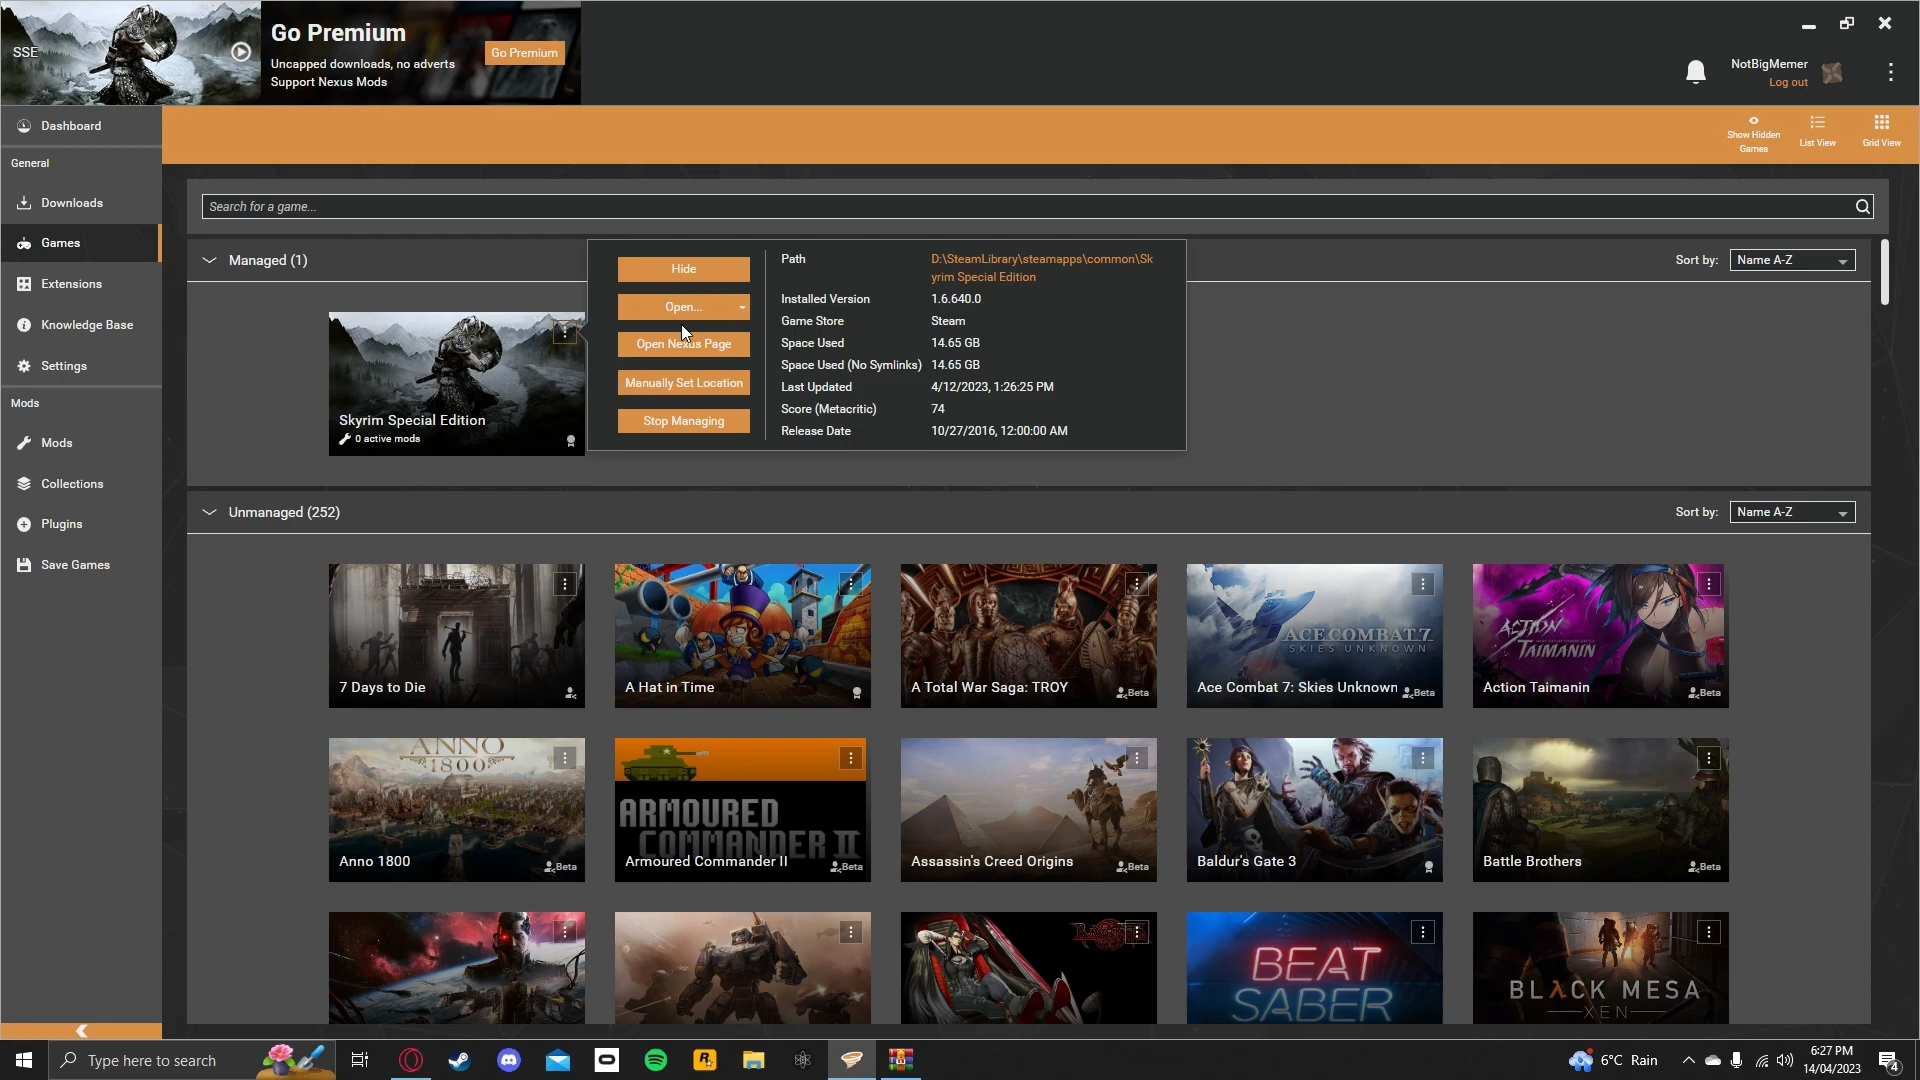 SSE
Go Premium
Uncapped downloads, no adverts
Support Nexus Mods
Go Premium
NotBigMemer
Log out
Dashboard
General
Downloads
Games
Extensions
Knowledge Base
Settings
Mods
Mods
Collections
Plugins
Save Games
Show Hidden
Games
List View
Grid View
Search for a game...
Managed (1)
Sort by:
Name A-Z
Skyrim Special Edition
0 active mods
Hide
Open...
Open Nexus Page
Manually Set Location
Stop Managing
Path
D:\SteamLibrary\steamapps\common\Sk
yrim Special Edition
Installed Version
1.6.640.0
Game Store
Steam
Space Used
14.65 GB
Space Used (No Symlinks)
14.65 GB
Last Updated
4/12/2023, 1:26:25 PM
Score (Metacritic)
74
Release Date
10/27/2016, 12:00:00 AM
Unmanaged (252)
Sort by:
Name A-Z
7 Days to Die
A Hat in Time
A Total War Saga: TROY
Beta
ACE COMBAT 7
SKIES UNKNOWN
Ace Combat 7: Skies Unknown
Beta
ACTION
TAIMANIN
Action Taimanin
Beta
ANNO
1800
Anno 1800
Beta
ARMOURED
COMMANDER II
Armoured Commander II
Beta
Assassin's Creed Origins
Beta
Baldur's Gate 3
Battle Brothers
Beta
BEAT
SABER
BLACK MESA
XEN
Type here to search
6°C Rain
6:27 PM
14/04/2023
4